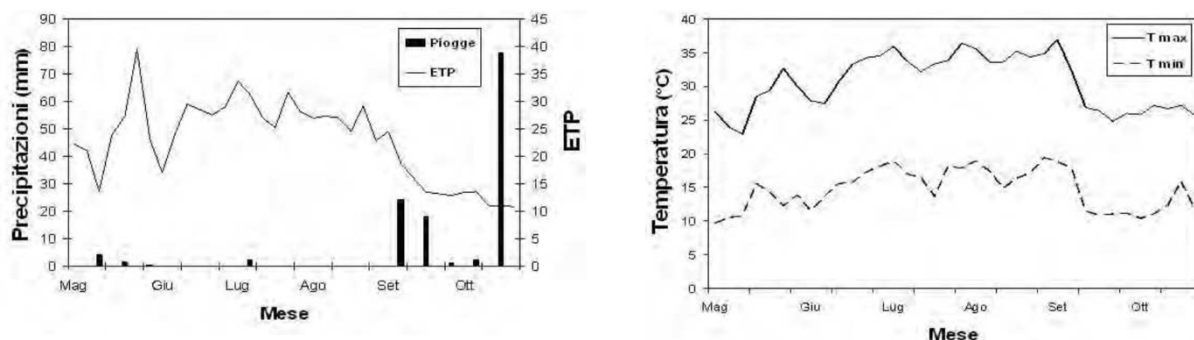 Precipitazioni (mm)
90
80
70
60
50
40
30
20
10
0
Piogge
ETP
45
40
35
30
25
20
15
10
5
0
ETP
Mag Giu Lug Ago Set Ott
Mese
Temperatura (°C)
40
35
30
25
20
15
10
5
0
T max
T min
Mag Giu Lug Ago Set Ott
Mese